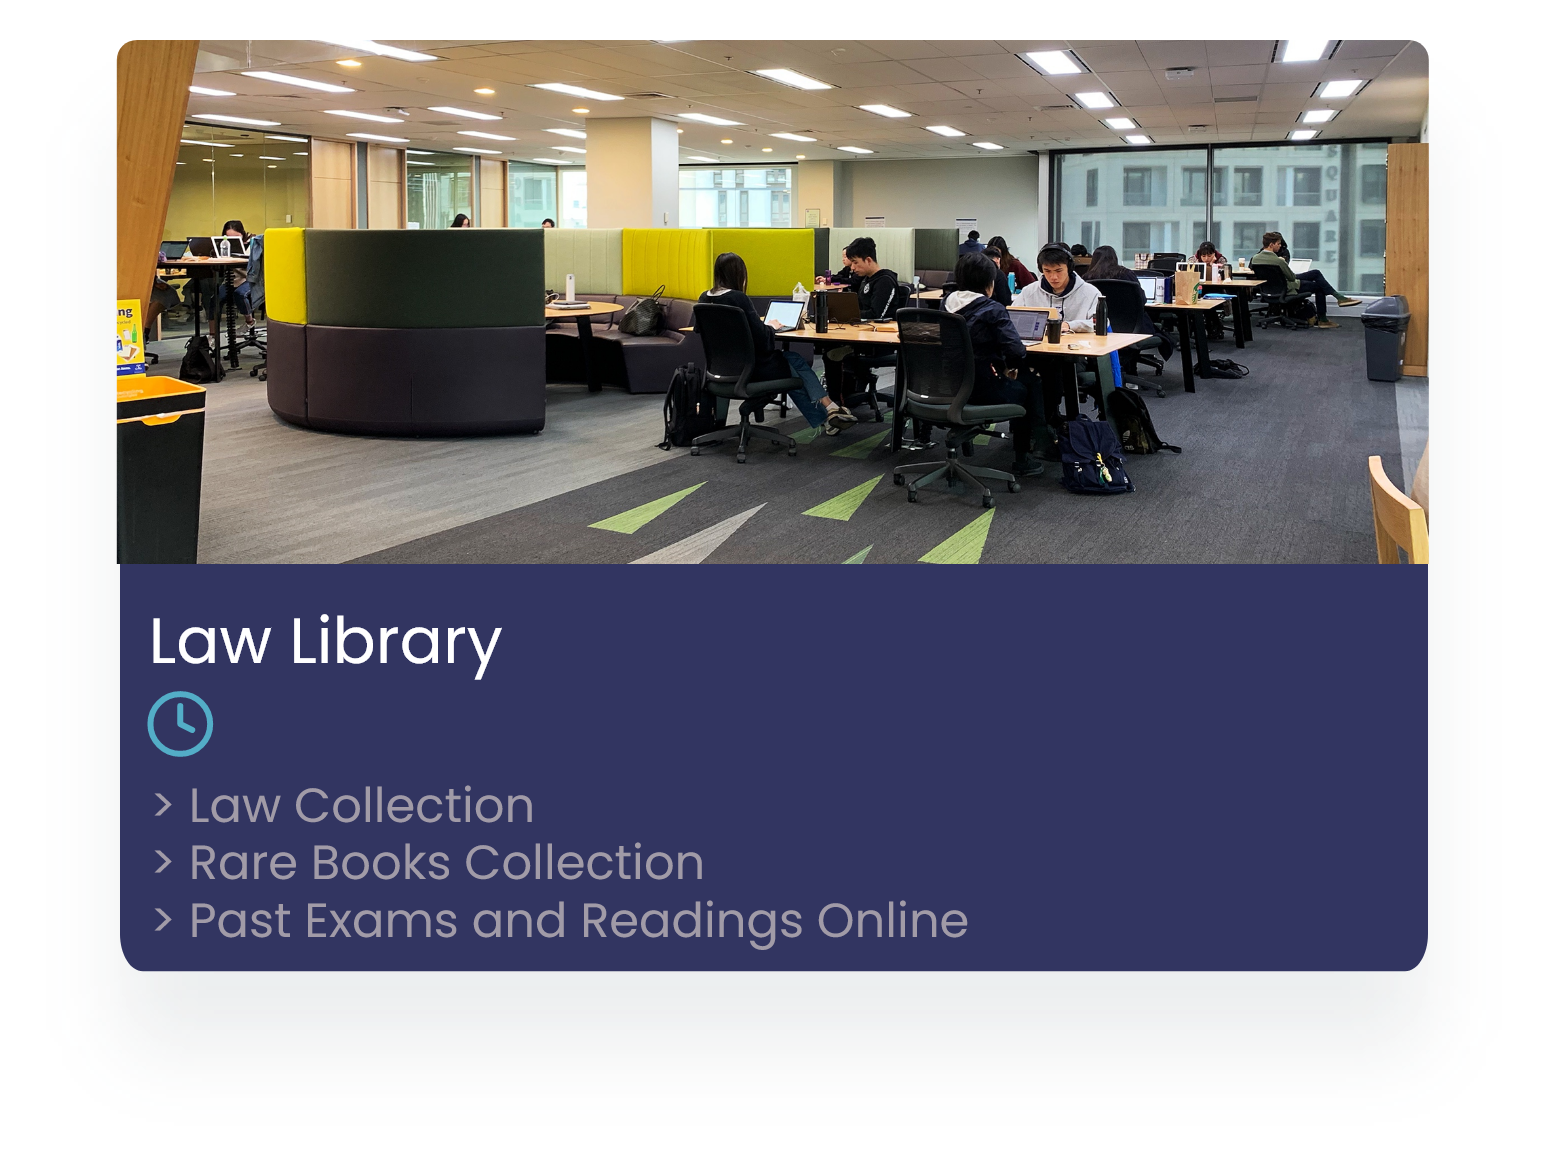 Law Library
> Law Collection
> Rare Books Collection
> Past Exams and Readings Online